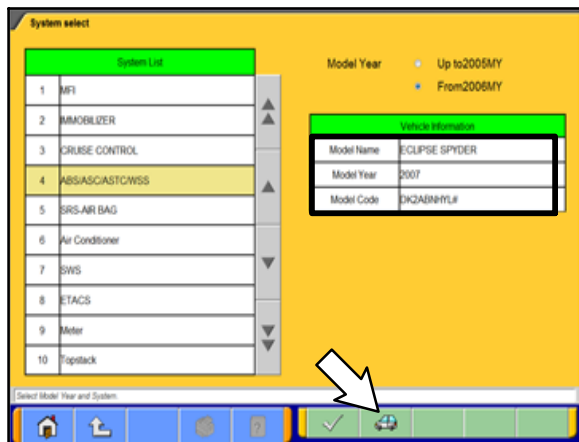 System select
System List
1 MFI
2 IMMOBILIZER
3 CRUISE CONTROL
4 ABS/ASC/ASTC/WSS
5 SRS-AIR BAG
6 Air Conditioner
7 SWS
8 ETACS
9 Meter
10 Topstack
Model Year Up to2005MY
From2006MY
Vehicle Information
Model Name ECLIPSE SPYDER
Model Year 2007
Model Code DK2ABNHYL#
Select Model Year and System.
?